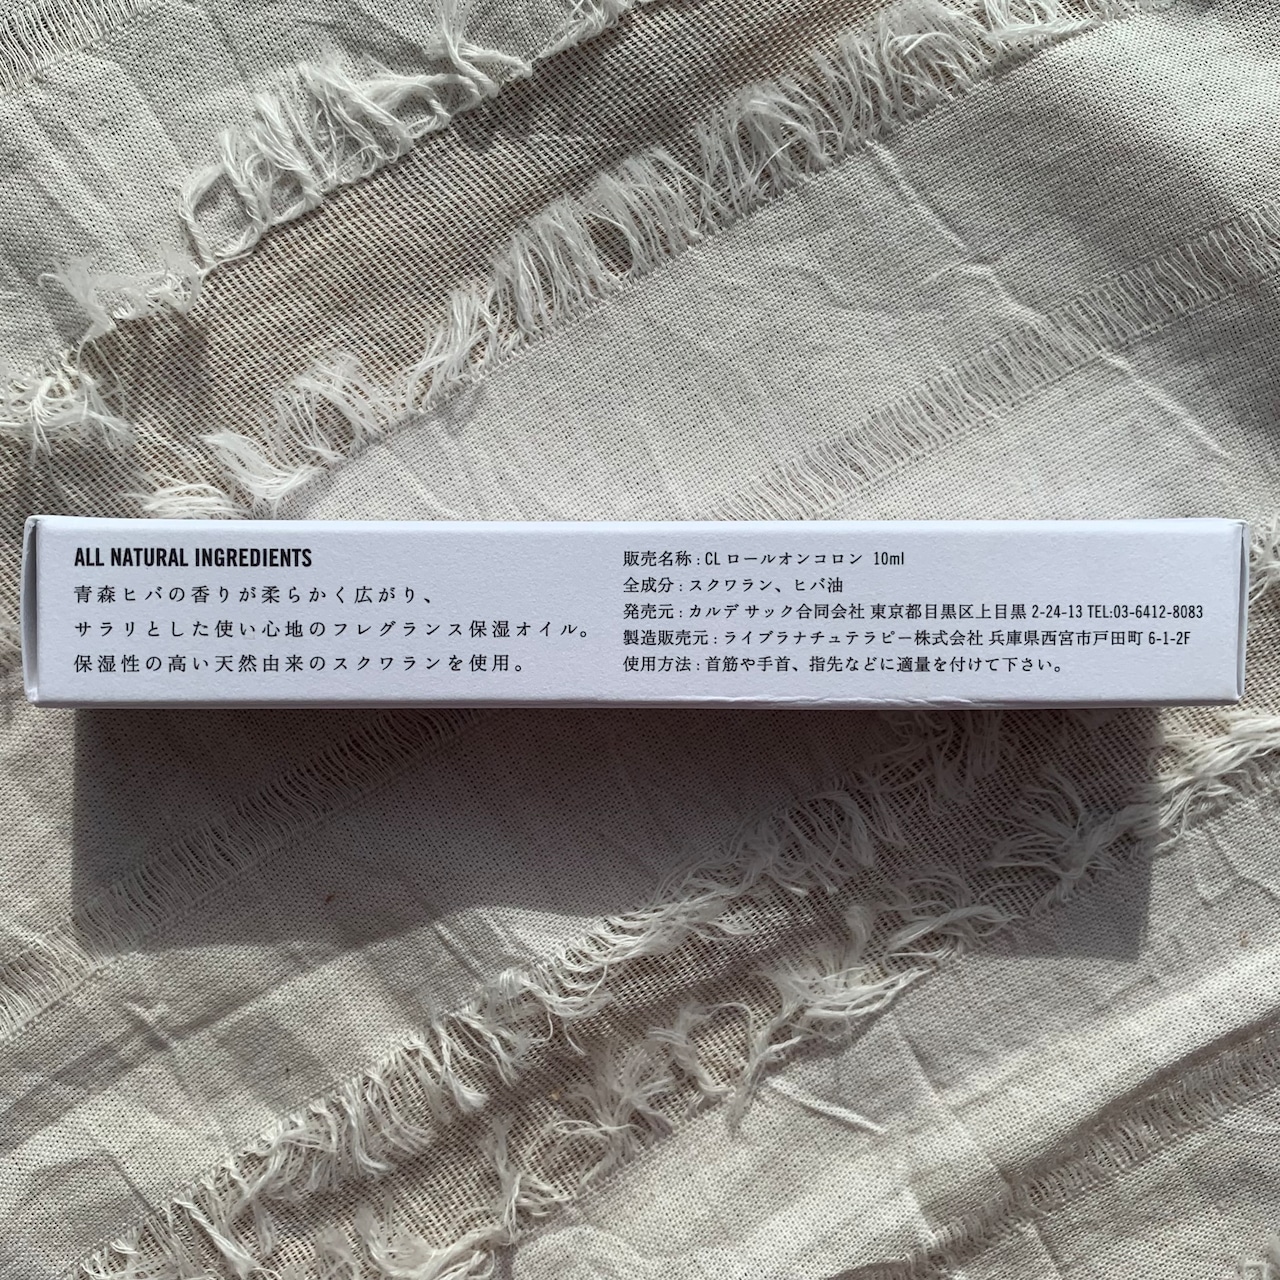 ALL NATURAL INGREDIENTS
青森ヒバの香りが柔らかく広がり、
サラリとした使い心地のフレグランス保湿オイル。
保湿性の高い天然由来のスクワランを使用。
販売名称：CL ロールオンコロン 10ml
全成分：スクワラン、ヒバ油
発売元：カルデ サック合同会社 東京都目黒区上目黒 2-24-13 TEL:03-6412-8083
製造販売元：ライブラナチュテラピー株式会社 兵庫県西宮市戸田町 6-1-2F
使用方法：首筋や手首、指先などに適量を付けて下さい。